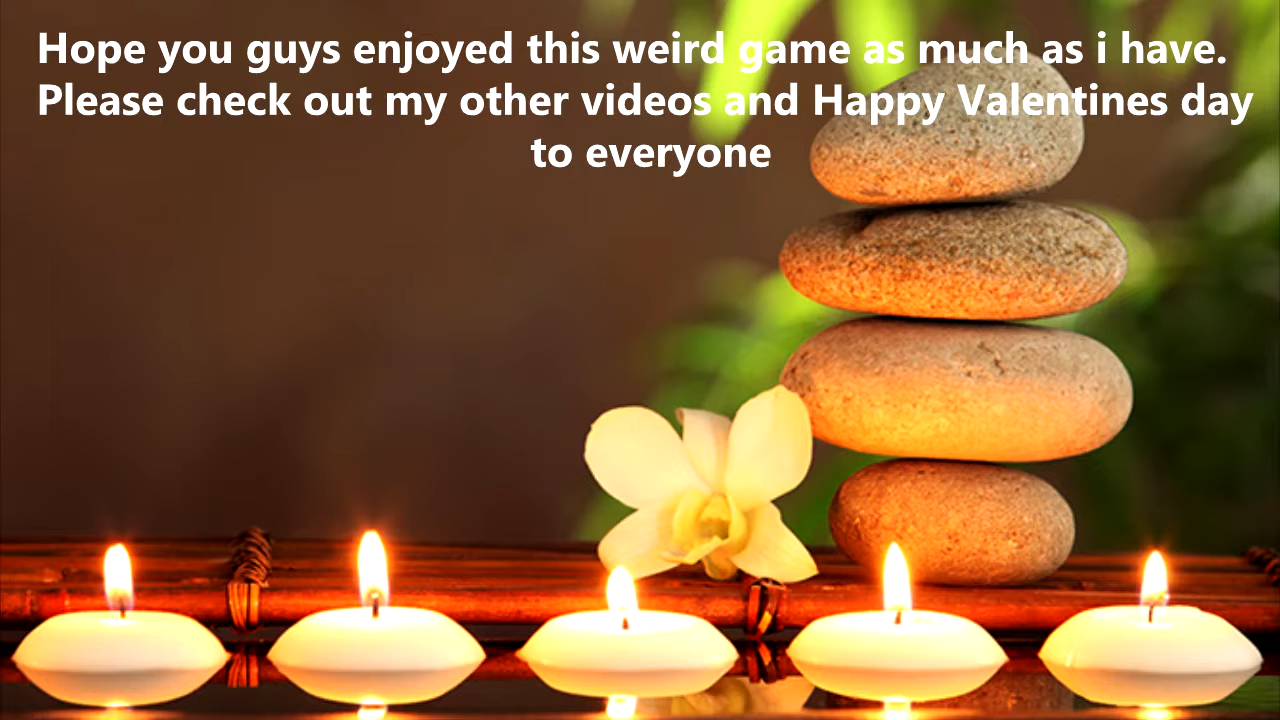 Hope you guys enjoyed this weird game as much as i have.
Please check out my other videos and Happy Valentines day
to everyone